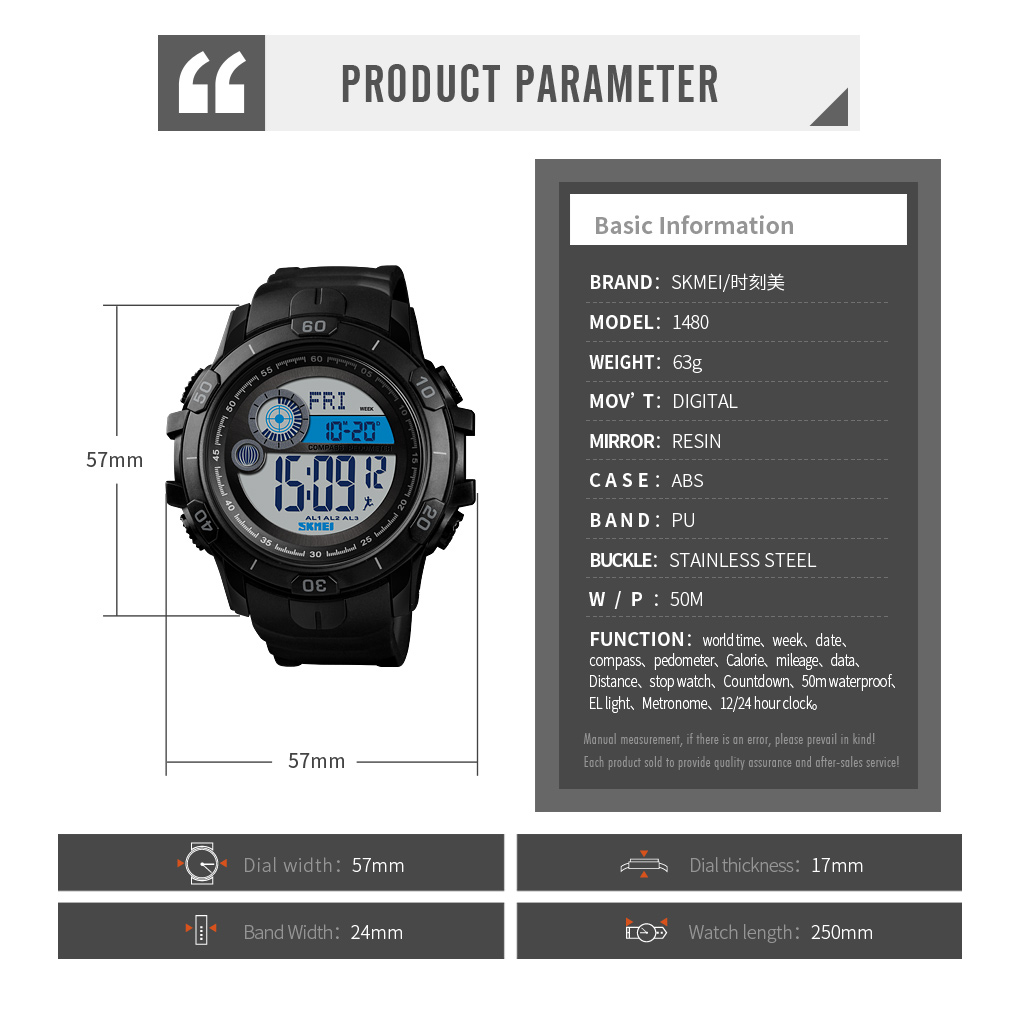 PRODUCT PARAMETER
Basic Information
BRAND： SKMEI/时刻美
MODEL： 1480
WEIGHT： 63g
MOV’ T： DIGITAL
MIRROR： RESIN
CASE： ABS
BAND： PU
BUCKLE： STAINLESS STEEL
W / P ： 50M
FUNCTION： world time、week、date、
compass、pedometer、Calorie、mileage、data、
Distance、stop watch、Countdown、50m waterproof、
EL light、Metronome、12/24 hour clock。
Manual measurement, if there is an error, please prevail in kind!
Each product sold to provide quality assurance and after-sales service!
57mm
57mm
60
10
20
30
40
50
60
05
10
15
20
25
30
35
40
45
50
55
FRI
WEEK
10-20
15:09 12
AL1 AL2 AL3
SKMEI
Dial width： 57mm
Dial thickness： 17mm
Band Width： 24mm
Watch length： 250mm